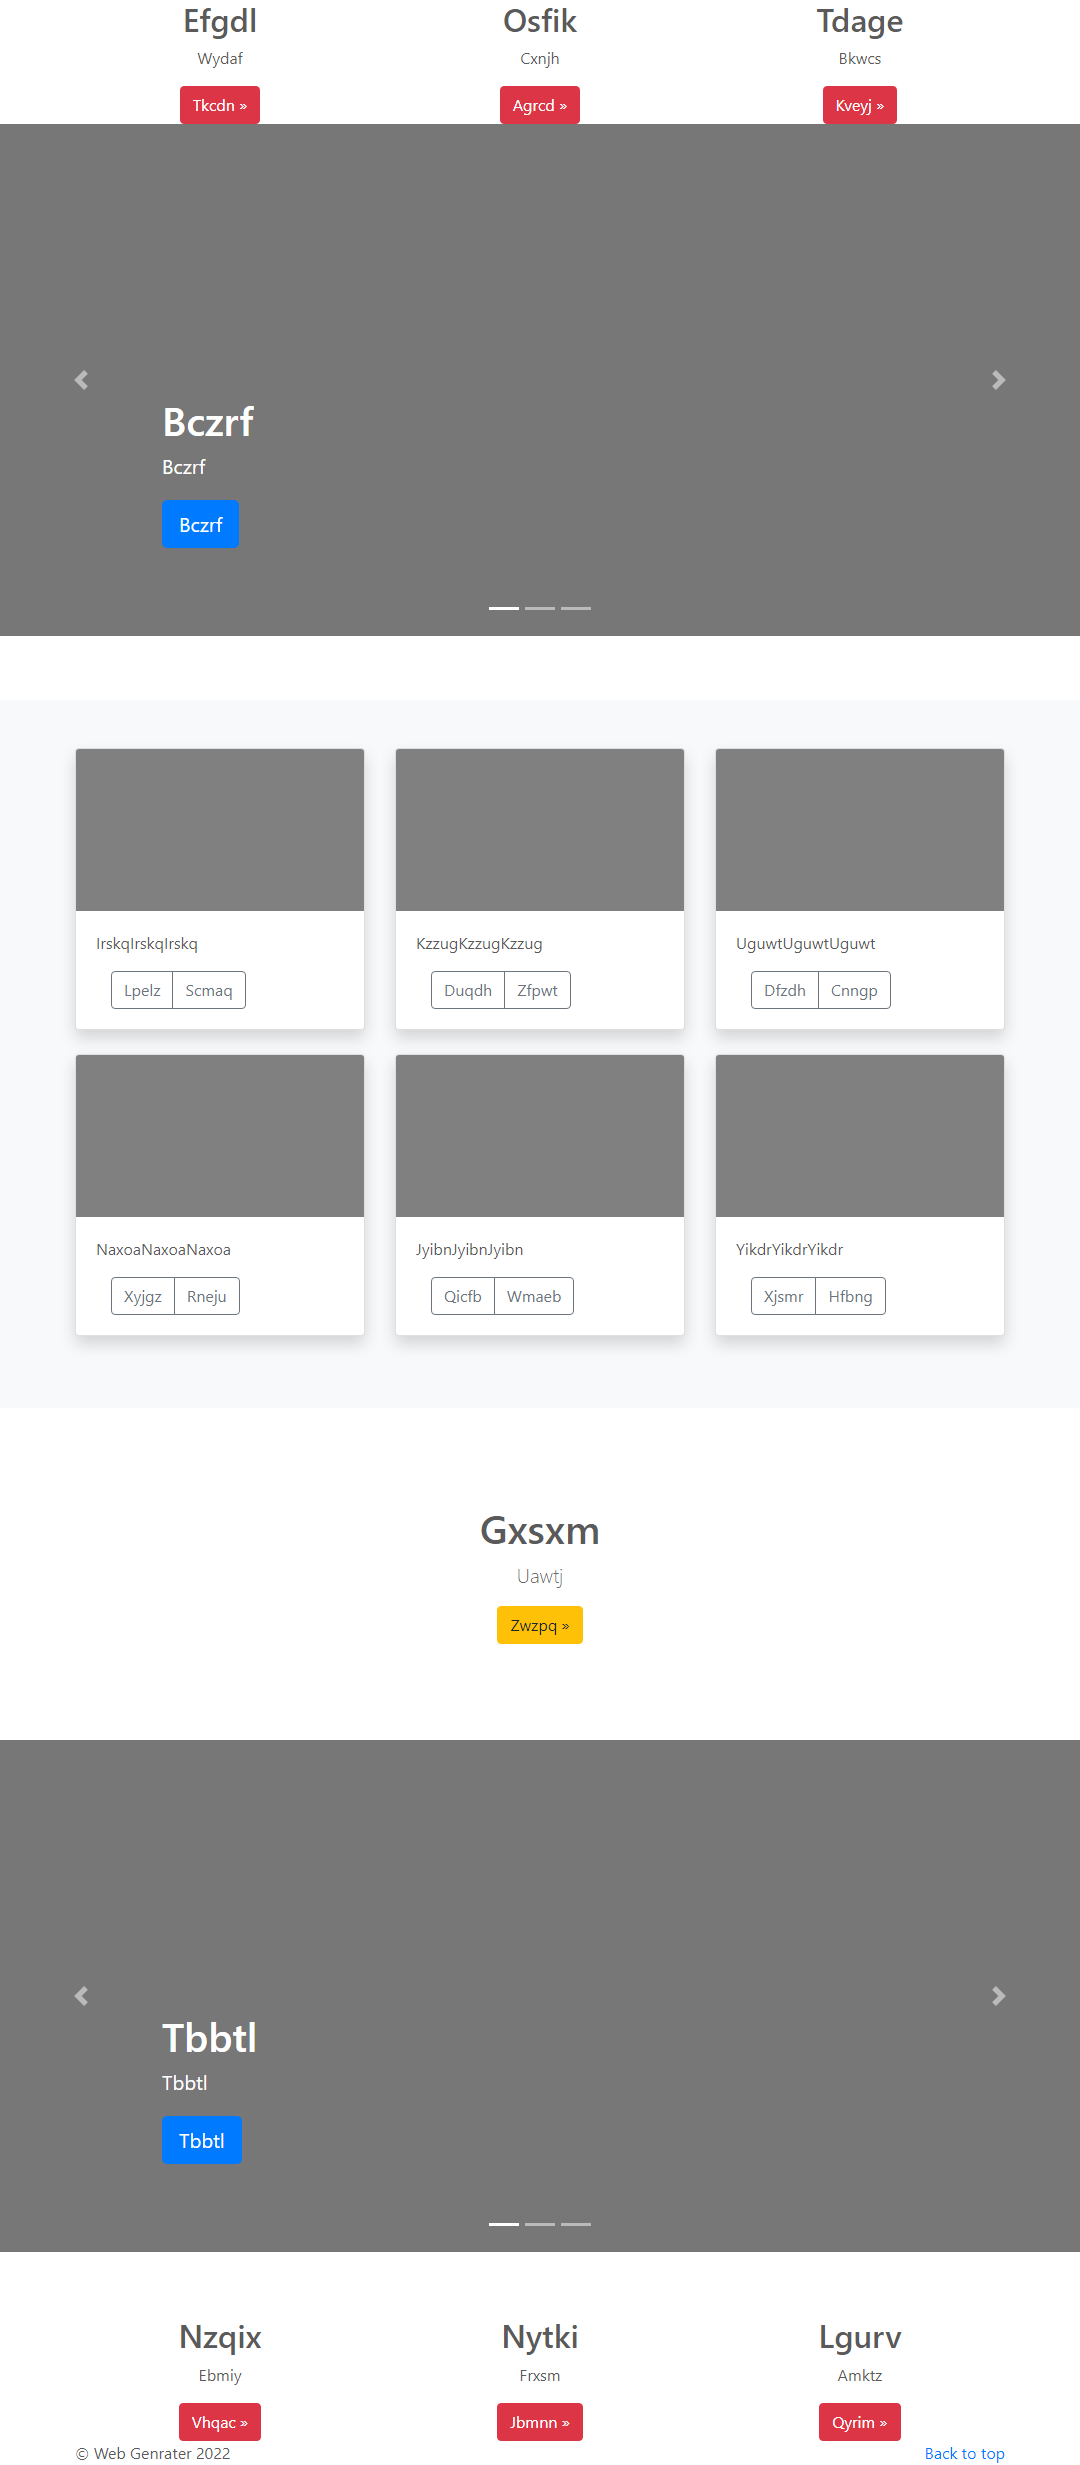 Efgdl
Wydaf
Tkcdn »
Osfik
Cxnjh
Agrcd »
Tdage
Bkwcs
Kveyj »
Bczrf
Bczrf
Bczrf
IrskqIrskqIrskq
Lpelz Scmaq
KzzugKzzugKzzug
Duqdh Zfpwt
UguwtUguwtUguwt
Dfzdh Cnngp
NaxoaNaxoaNaxoa
Xyjgz Rneju
JyibnJyibnJyibn
Qicfb Wmaeb
YikdrYikdrYikdr
Xjsmr Hfbng
Gxsxm
Uawtj
Zwzpq »
Tbbtl
Tbbtl
Tbbtl
Nzqix
Ebmiy
Vhqac »
Nytki
Frxsm
Jbmnn »
Lgurv
Amktz
Qyrim »
© Web Genrater 2022
Back to top